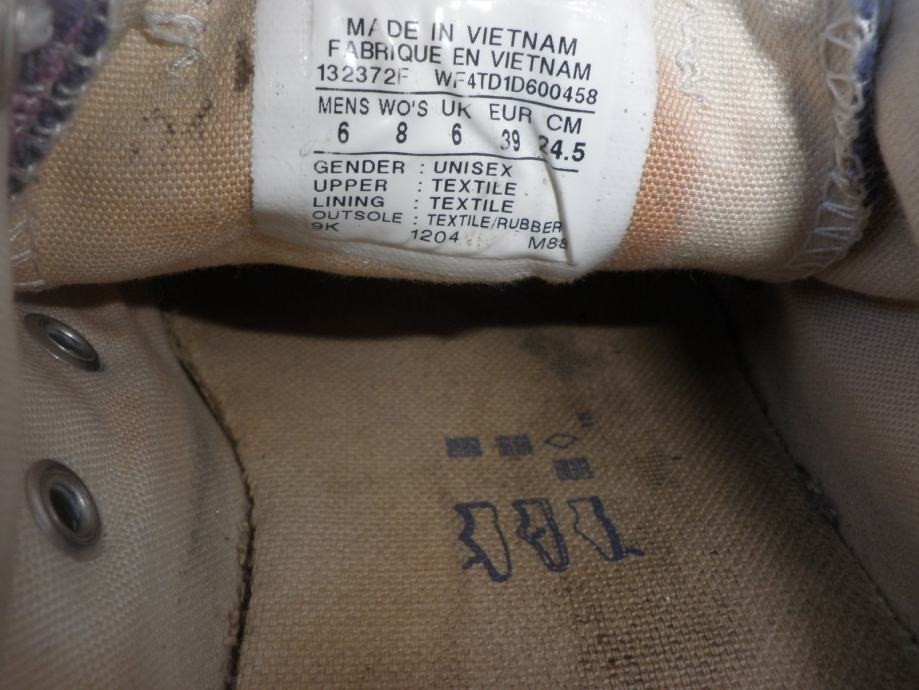 MADE IN VIETNAM
FABRIQUE EN VIETNAM
132372F WF4TD1D600458
MENS WO'S UK EUR CM
6 8 6 39 24.5
GENDER : UNISEX
UPPER : TEXTILE
LINING : TEXTILE
OUTSOLE : TEXTILE/RUBBER
9K 1204